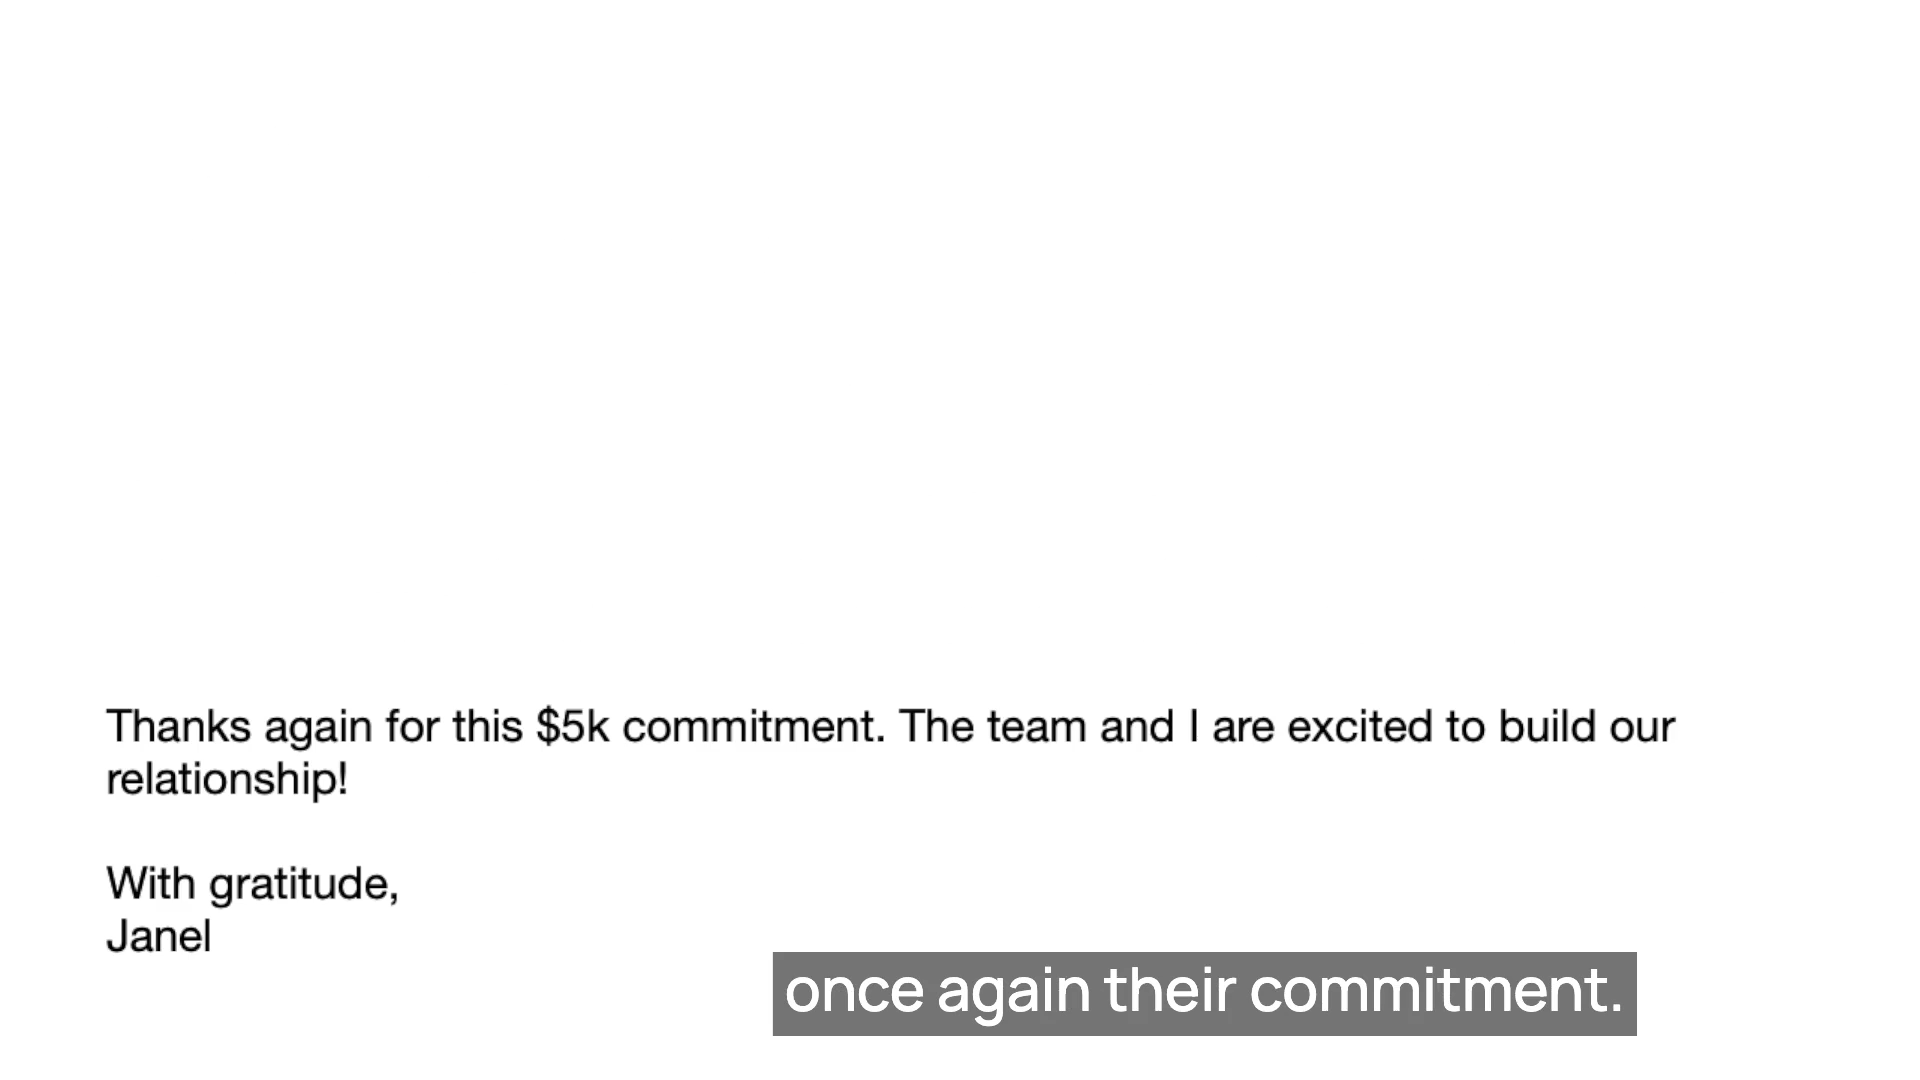 Thanks again for this $5k commitment. The team and I are excited to build our
relationship!
With gratitude,
Janel
once again their commitment.